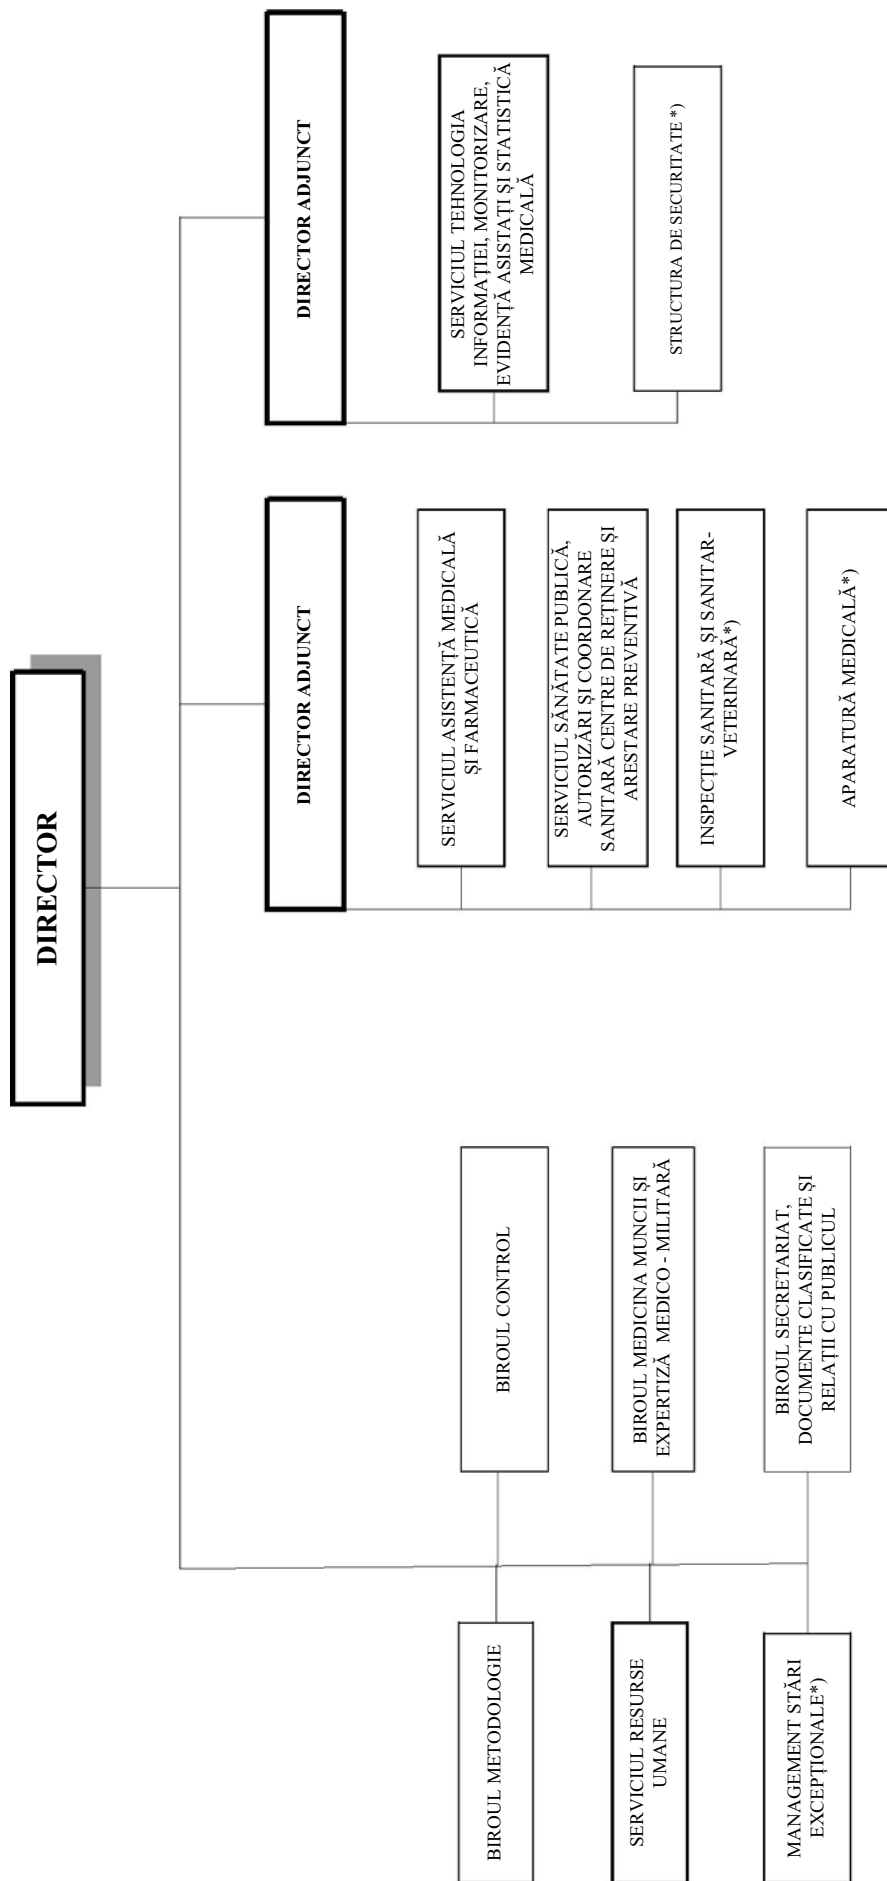 DIRECTOR
BIROUL METODOLOGIE
SERVICIUL RESURSE
UMANE
MANAGEMENT STĂRI
EXCEPȚIONALE*)
BIROUL CONTROL
BIROUL MEDICINA MUNCII ȘI
EXPERTIZĂ MEDICO - MILITARĂ
BIROUL SECRETARIAT,
DOCUMENTE CLASIFICATE ȘI
RELAȚII CU PUBLICUL
DIRECTOR ADJUNCT
SERVICIUL ASISTENȚĂ MEDICALĂ
ȘI FARMACEUTICĂ
SERVICIUL SĂNĂTATE PUBLICĂ,
AUTORIZĂRI ȘI COORDONARE
SANITARĂ CENTRE DE REȚINERE ȘI
ARESTARE PREVENTIVĂ
INSPECȚIE SANITARĂ ȘI SANITAR-
VETERINARĂ*)
APARATURĂ MEDICALĂ*)
DIRECTOR ADJUNCT
SERVICIUL TEHNOLOGIA
INFORMAȚIEI, MONITORIZARE,
EVIDENȚĂ ASISTAȚI ȘI STATISTICĂ
MEDICALĂ
STRUCTURA DE SECURITATE *)